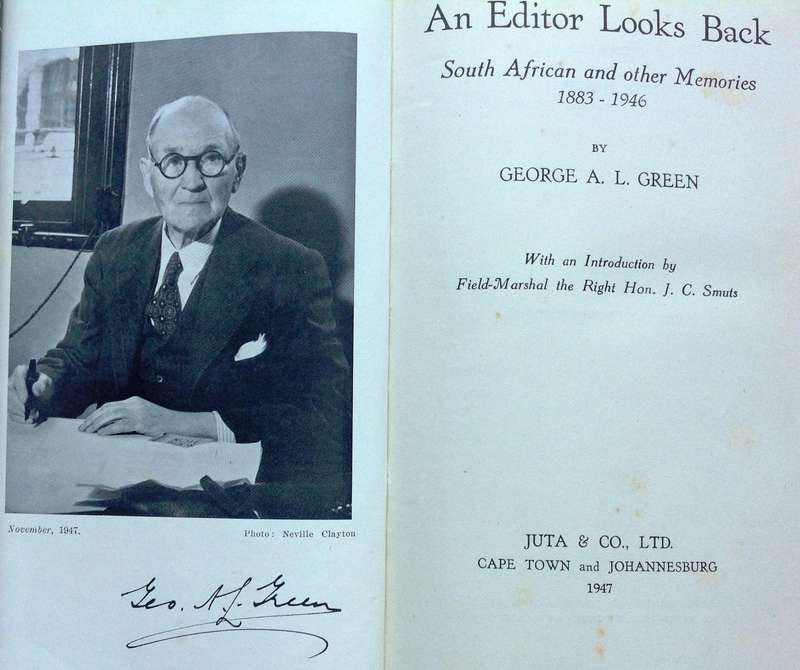 November, 1947.
Photo: Neville Clayton
Geo. A. L. Green
An Editor Looks Back
South African and other Memories
1883 - 1946
BY
GEORGE A. L. GREEN
With an Introduction by
Field-Marshal the Right Hon. J. C. Smuts
JUTA & CO., LTD.
CAPE TOWN and JOHANNESBURG
1947